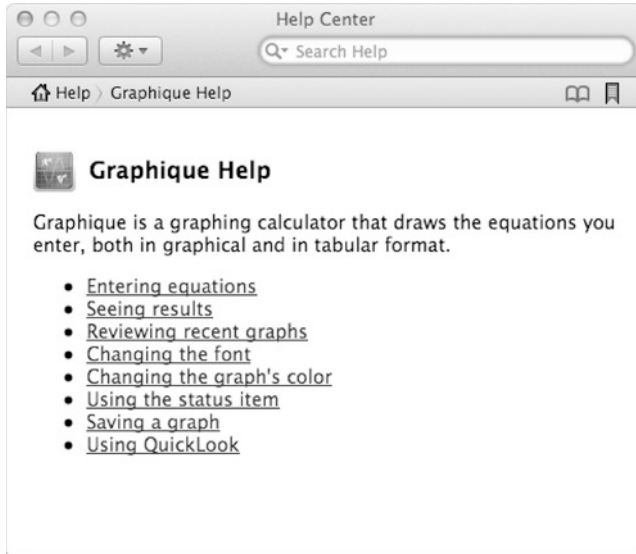 Help Center
Search Help
Help 〉 Graphique Help
Graphique Help
Graphique is a graphing calculator that draws the equations you
enter, both in graphical and in tabular format.
• Entering equations
• Seeing results
• Reviewing recent graphs
• Changing the font
• Changing the graph's color
• Using the status item
• Saving a graph
• Using QuickLook